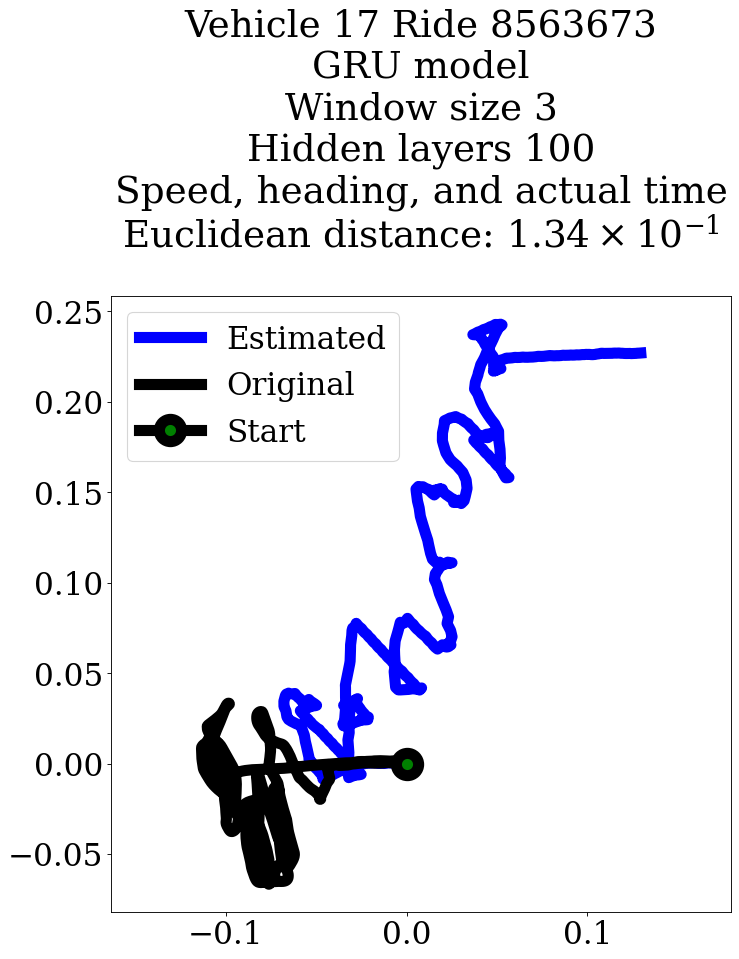 Vehicle 17 Ride 8563673
GRU model
Window size 3
Hidden layers 100
Speed, heading, and actual time
Euclidean distance: 1.34 × 10⁻¹
0.25
0.20
0.15
0.10
0.05
0.00
−0.05
Estimated
Original
Start
−0.1
0.0
0.1